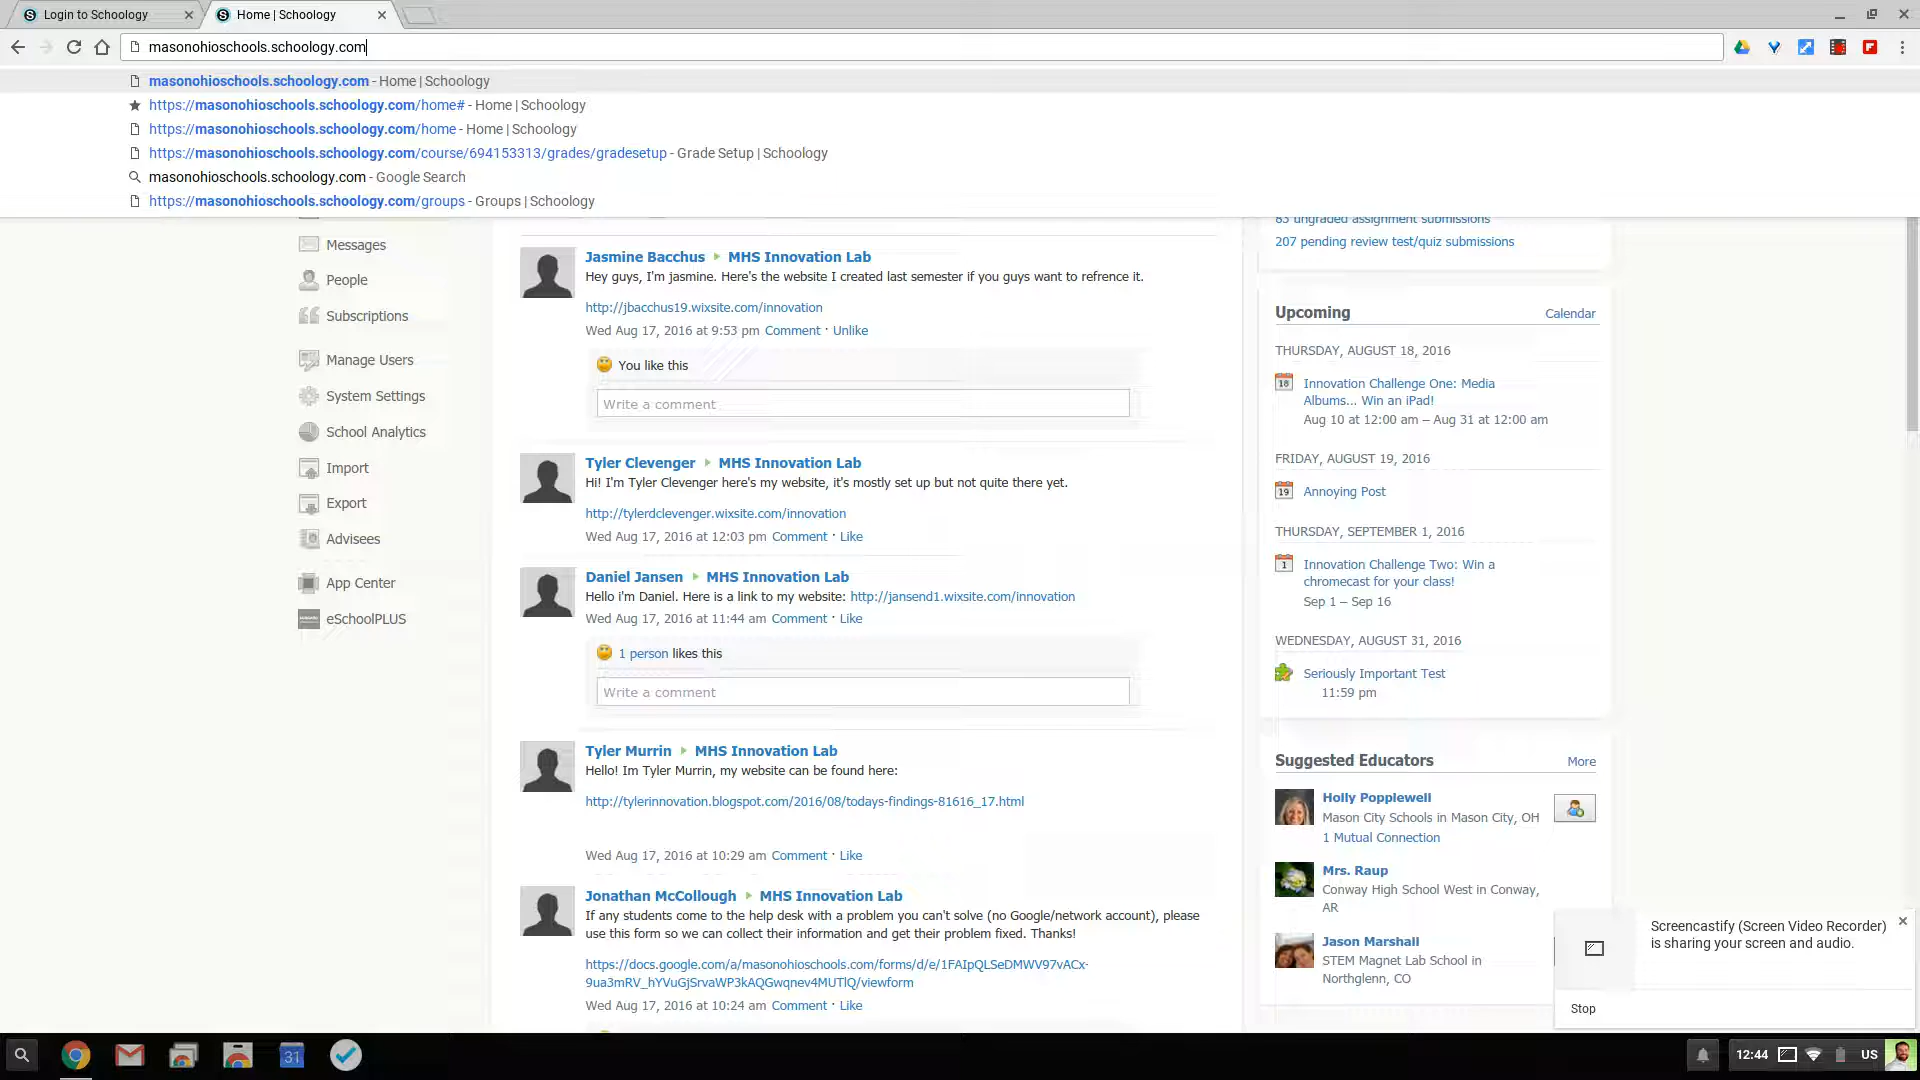 Login to Schoology
Home | Schoology
masonohioschools.schoology.com
masonohioschools.schoology.com - Home | Schoology
https://masonohioschools.schoology.com/home# - Home | Schoology
https://masonohioschools.schoology.com/home - Home | Schoology
https://masonohioschools.schoology.com/course/694153313/grades/gradesetup - Grade Setup | Schoology
masonohioschools.schoology.com - Google Search
https://masonohioschools.schoology.com/groups - Groups | Schoology
Messages
People
Subscriptions
Manage Users
System Settings
School Analytics
Import
Export
Advisees
App Center
eSchoolPLUS
Jasmine Bacchus MHS Innovation Lab
Hey guys, I'm jasmine. Here's the website I created last semester if you guys want to refrence it.
http://jbacchus19.wixsite.com/innovation
Wed Aug 17, 2016 at 9:53 pm Comment · Unlike
You like this
Write a comment
Tyler Clevenger MHS Innovation Lab
Hi! I'm Tyler Clevenger here's my website, it's mostly set up but not quite there yet.
http://tylerdclevenger.wixsite.com/innovation
Wed Aug 17, 2016 at 12:03 pm Comment · Like
Daniel Jansen MHS Innovation Lab
Hello i'm Daniel. Here is a link to my website: http://jansend1.wixsite.com/innovation
Wed Aug 17, 2016 at 11:44 am Comment · Like
1 person likes this
Write a comment
Tyler Murrin MHS Innovation Lab
Hello! Im Tyler Murrin, my website can be found here:
http://tylerinnovation.blogspot.com/2016/08/todays-findings-81616_17.html
Wed Aug 17, 2016 at 10:29 am Comment · Like
Jonathan McCollough MHS Innovation Lab
If any students come to the help desk with a problem you can't solve (no Google/network account), please
use this form so we can collect their information and get their problem fixed. Thanks!
https://docs.google.com/a/masonohioschools.com/forms/d/e/1FAIpQLSeDMWV97vACx-
9ua3mRV_hYVuGjSrvaWP3kAQGwqnev4MUTlQ/viewform
Wed Aug 17, 2016 at 10:24 am Comment · Like
83 ungraded assignment submissions
207 pending review test/quiz submissions
Upcoming Calendar
THURSDAY, AUGUST 18, 2016
18 Innovation Challenge One: Media
Albums... Win an iPad!
Aug 10 at 12:00 am – Aug 31 at 12:00 am
FRIDAY, AUGUST 19, 2016
19 Annoying Post
THURSDAY, SEPTEMBER 1, 2016
1 Innovation Challenge Two: Win a
chromecast for your class!
Sep 1 – Sep 16
WEDNESDAY, AUGUST 31, 2016
Seriously Important Test
11:59 pm
Suggested Educators More
Holly Popplewell
Mason City Schools in Mason City, OH
1 Mutual Connection
Mrs. Raup
Conway High School West in Conway,
AR
Jason Marshall
STEM Magnet Lab School in
Northglenn, CO
Screencastify (Screen Video Recorder)
is sharing your screen and audio.
Stop
31
12:44 US